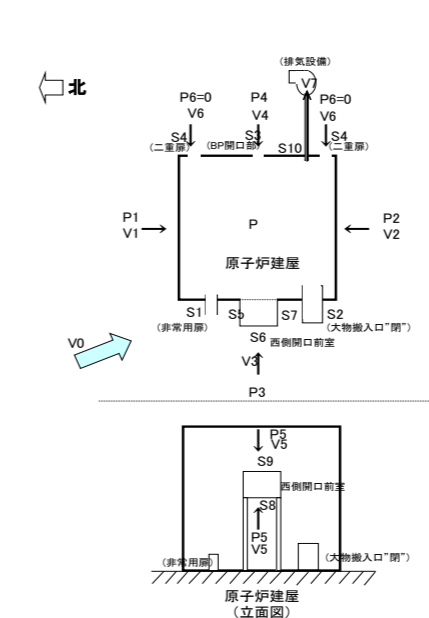 (排気設備)
北
V7
P6=0
P4
P6=0
V6
V4
V6
S4
S3
S4
(二重扉)
(BP開口部)
S10
(二重扉)
P1
V1
P
P2
V2
原子炉建屋
S1
S5
S7
S2
(非常用扉)
S6
西側開口前室
(大物搬入口"閉")
V0
V3
P3
P5
V5
S9
西側開口前室
S8
P5
V5
(非常用扉)
(大物搬入口"閉")
原子炉建屋
(立面図)